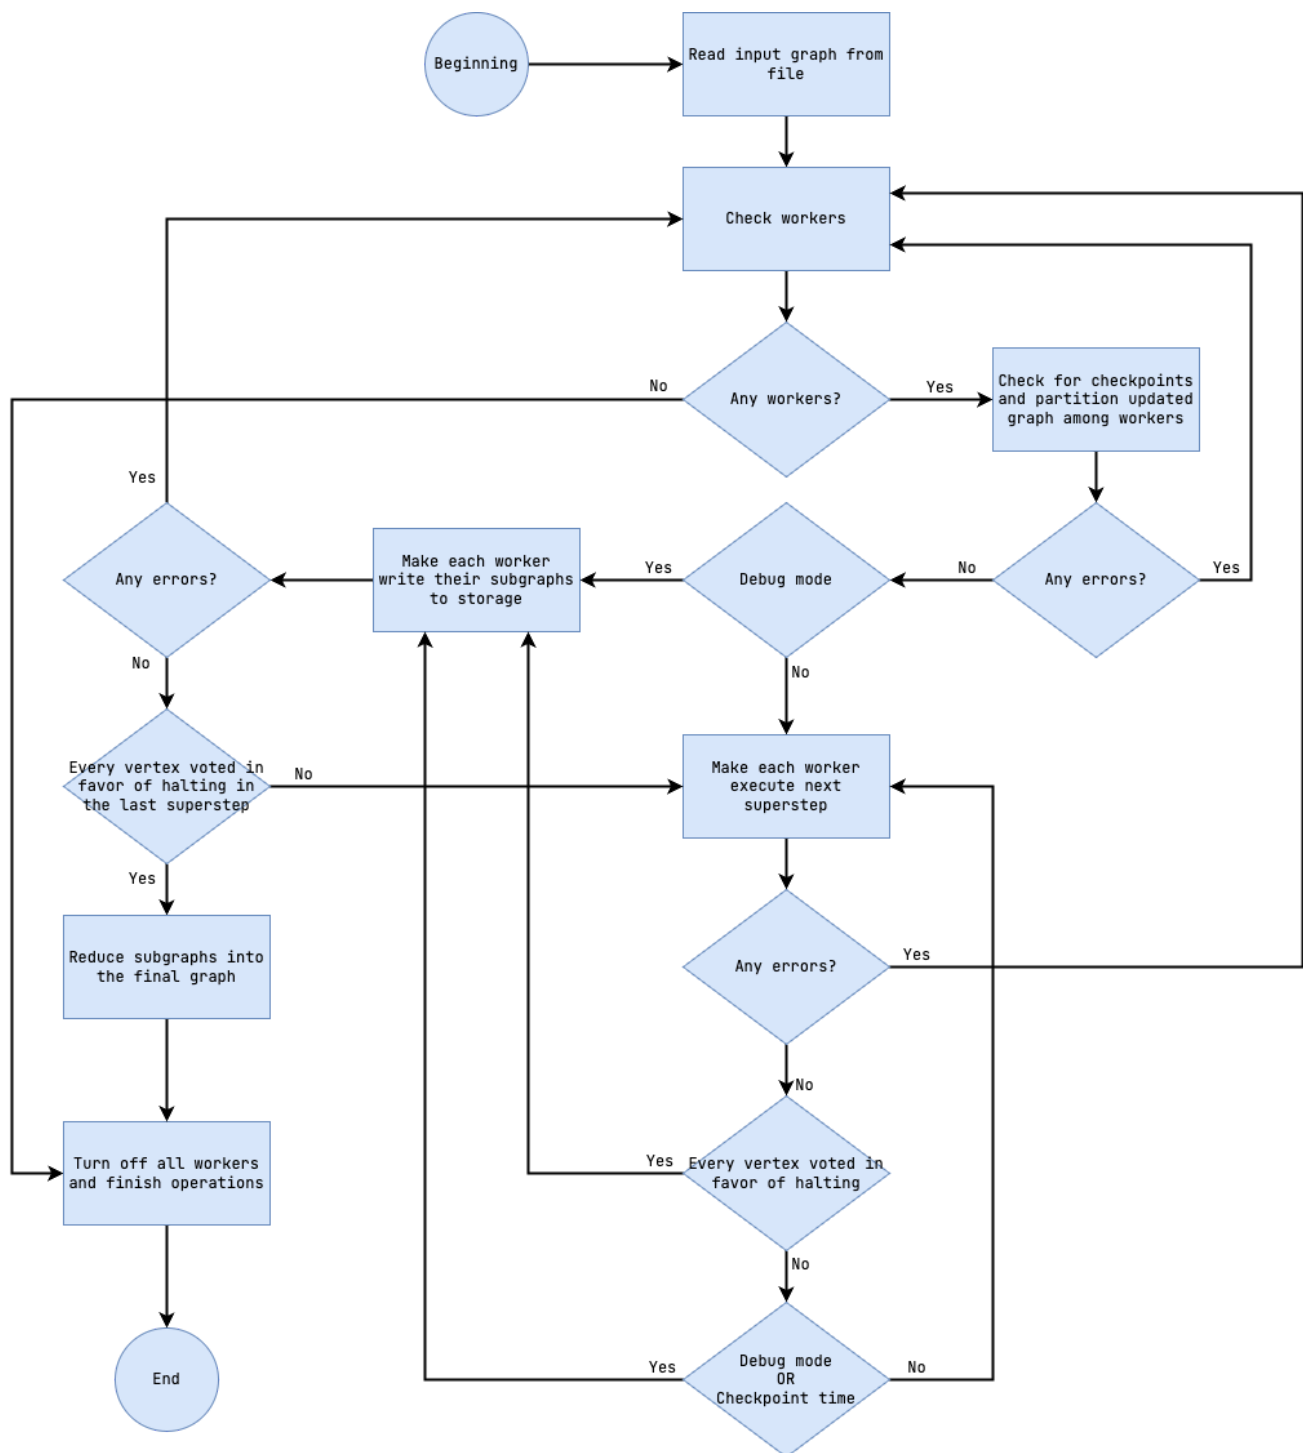 Beginning
Read input graph from
file
Check workers
Any workers?
No
Yes
Check for checkpoints
and partition updated
graph among workers
Yes
Any errors?
Make each worker
write their subgraphs
to storage
Yes
Debug mode
No
Any errors?
Yes
No
No
Every vertex voted in
favor of halting in
the last superstep
No
Make each worker
execute next
superstep
Yes
Reduce subgraphs into
the final graph
Any errors?
Yes
No
Turn off all workers
and finish operations
Yes
Every vertex voted in
favor of halting
No
End
Yes
Debug mode
OR
Checkpoint time
No